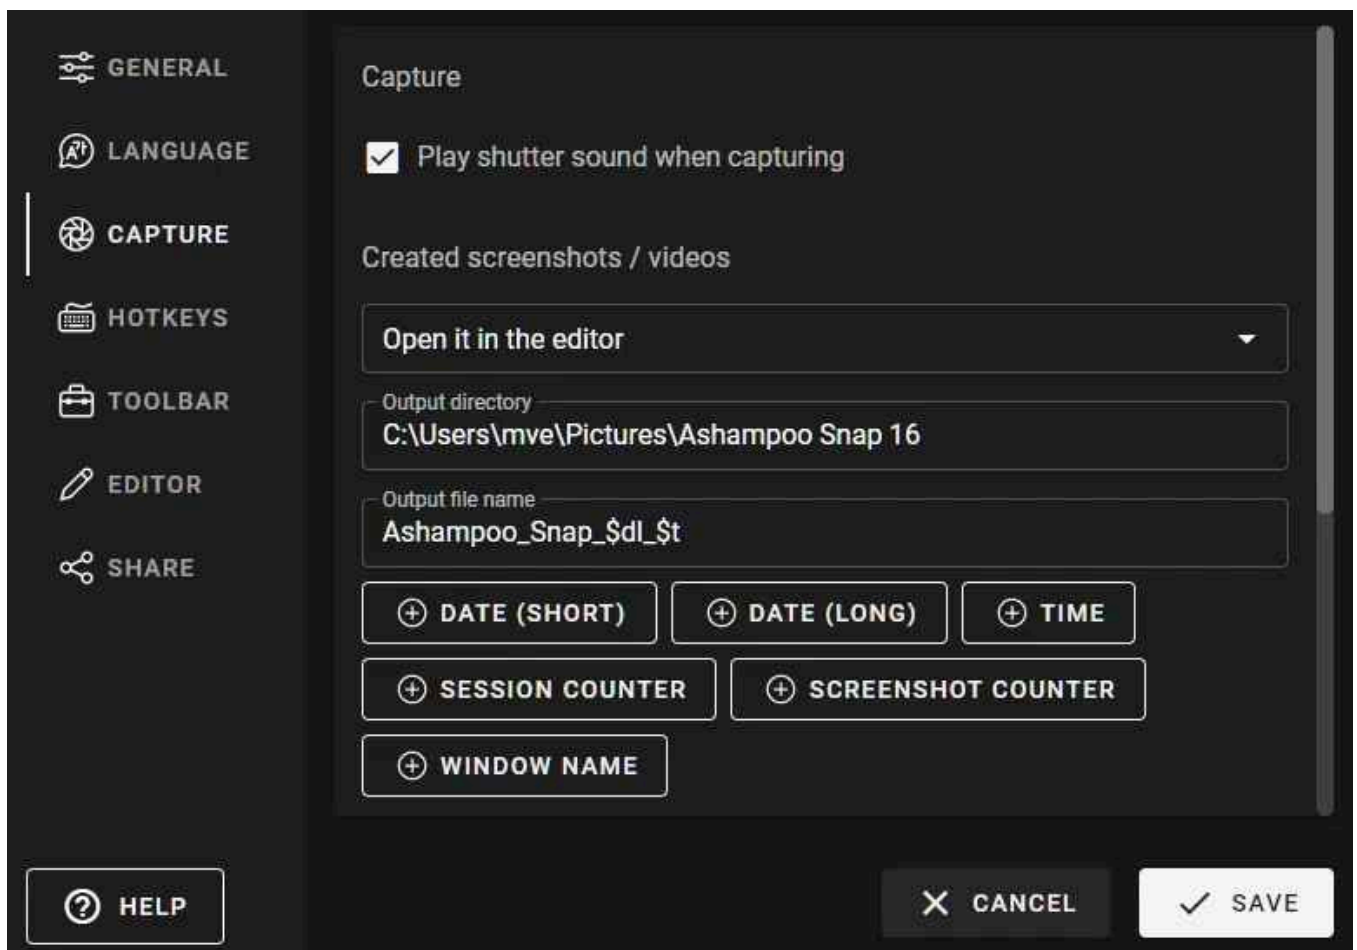 GENERAL
LANGUAGE
CAPTURE
HOTKEYS
TOOLBAR
EDITOR
SHARE
HELP
Capture
Play shutter sound when capturing
Created screenshots / videos
Open it in the editor
Output directory
C:\Users\mve\Pictures\Ashampoo Snap 16
Output file name
Ashampoo_Snap_$dl_$t
DATE (SHORT) DATE (LONG) TIME
SESSION COUNTER SCREENSHOT COUNTER
WINDOW NAME
CANCEL SAVE